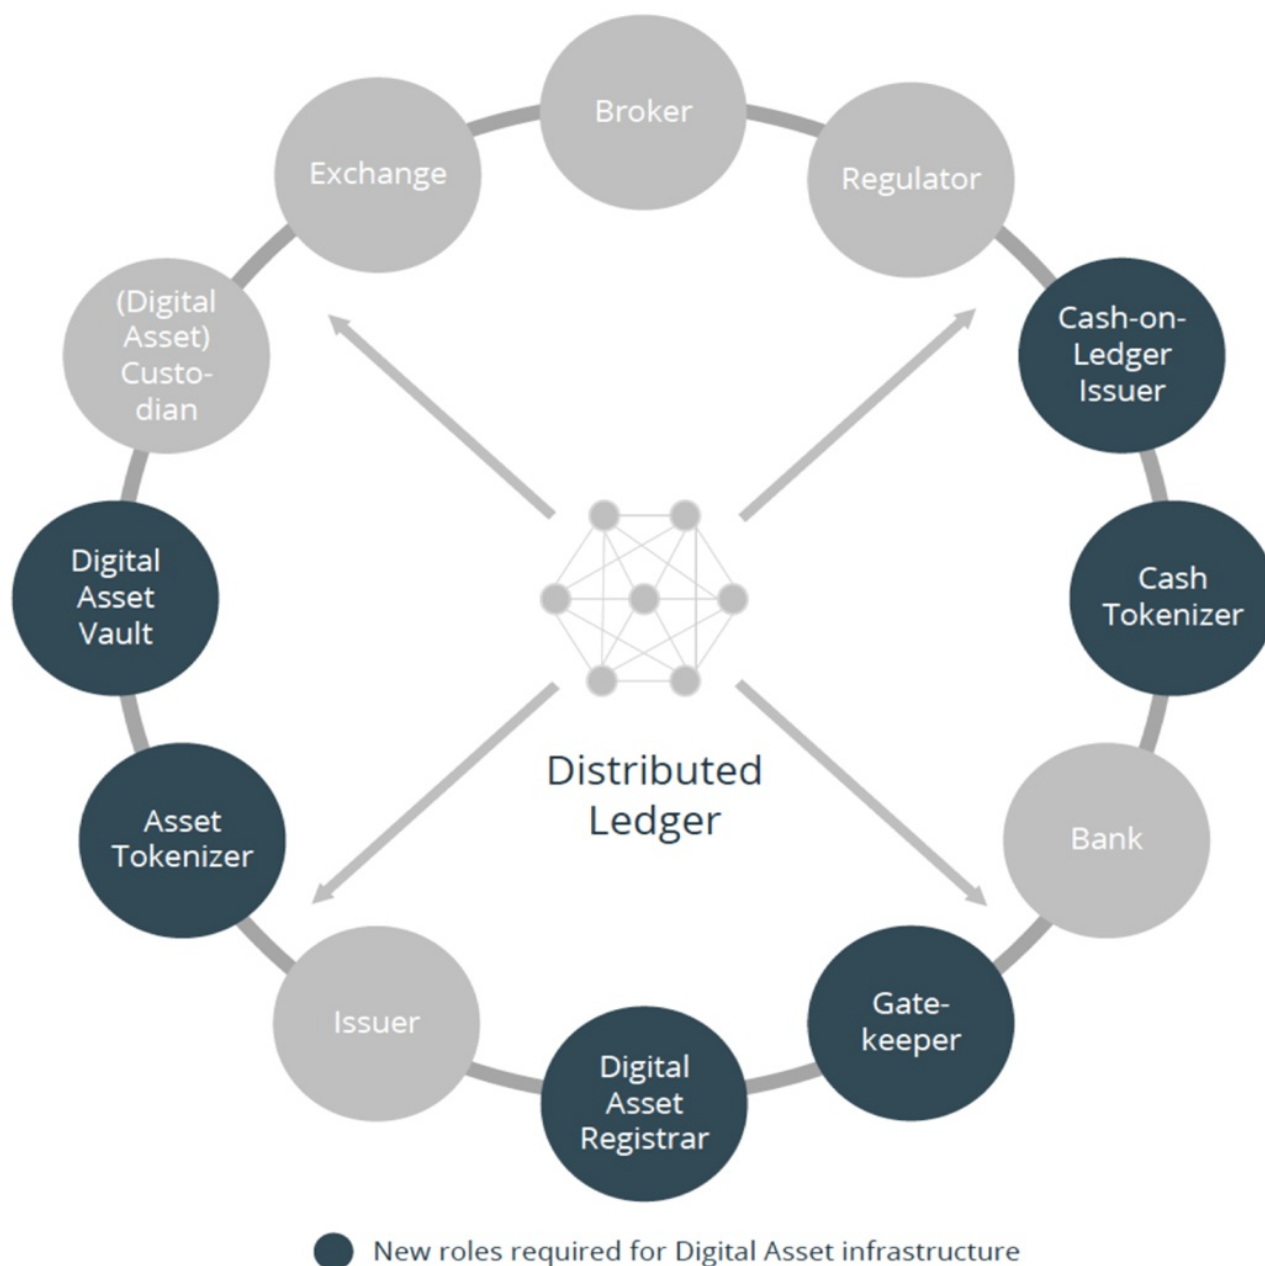 Broker
Exchange
Regulator
(Digital
Asset)
Custo-
dian
Cash-on-
Ledger
Issuer
Digital
Asset
Vault
Cash
Tokenizer
Distributed
Ledger
Asset
Tokenizer
Bank
Issuer
Gate-
keeper
Digital
Asset
Registrar
New roles required for Digital Asset infrastructure